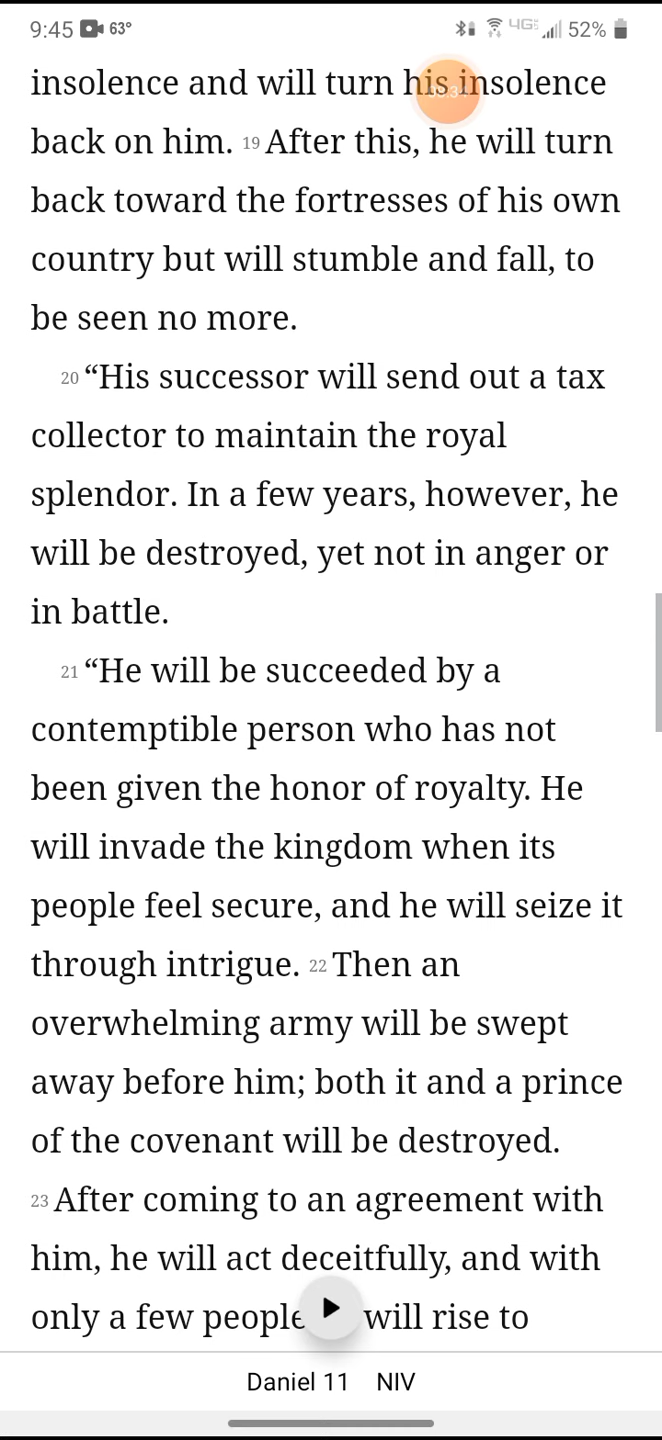 9:45 63° 4GE 52%
insolence and will turn his insolence
back on him. 19 After this, he will turn
back toward the fortresses of his own
country but will stumble and fall, to
be seen no more.
20 “His successor will send out a tax
collector to maintain the royal
splendor. In a few years, however, he
will be destroyed, yet not in anger or
in battle.
21 “He will be succeeded by a
contemptible person who has not
been given the honor of royalty. He
will invade the kingdom when its
people feel secure, and he will seize it
through intrigue. 22 Then an
overwhelming army will be swept
away before him; both it and a prince
of the covenant will be destroyed.
23 After coming to an agreement with
him, he will act deceitfully, and with
only a few people will rise to
Daniel 11 NIV